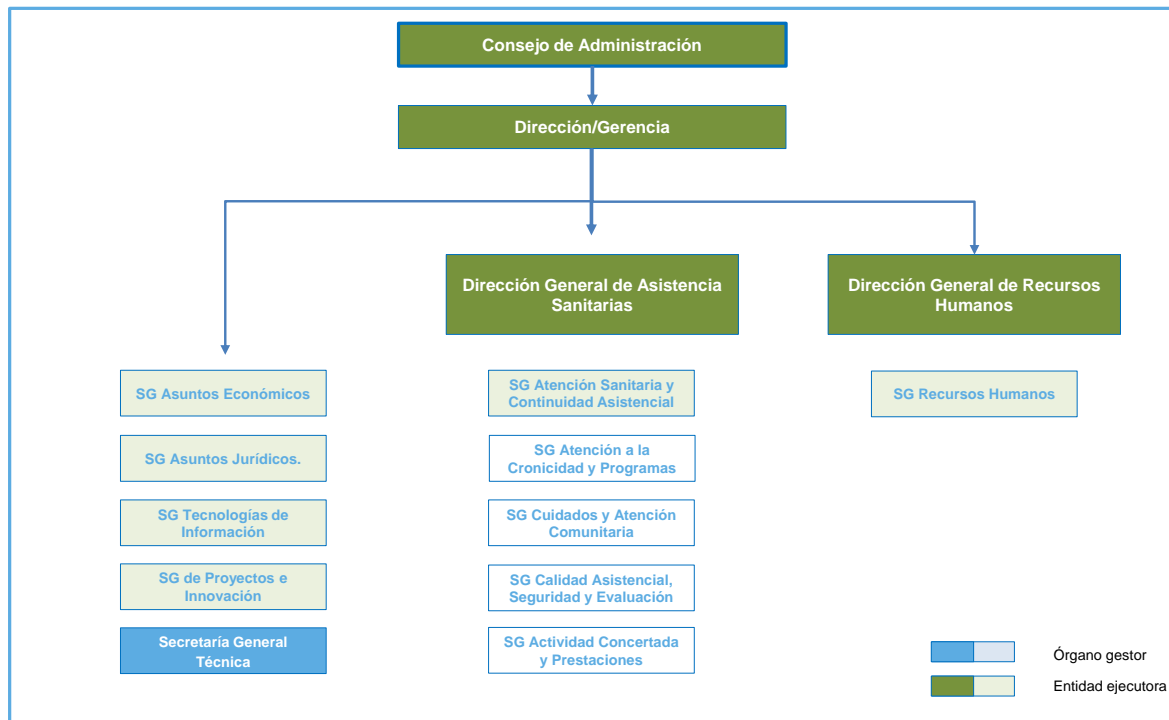 Consejo de Administración
Dirección/Gerencia
Dirección General de Asistencia
Sanitarias
Dirección General de Recursos
Humanos
SG Asuntos Económicos
SG Asuntos Jurídicos.
SG Tecnologías de
Información
SG de Proyectos e
Innovación
Secretaría General
Técnica
SG Atención Sanitaria y
Continuidad Asistencial
SG Atención a la
Cronicidad y Programas
SG Cuidados y Atención
Comunitaria
SG Calidad Asistencial,
Seguridad y Evaluación
SG Actividad Concertada
y Prestaciones
SG Recursos Humanos
Órgano gestor
Entidad ejecutora